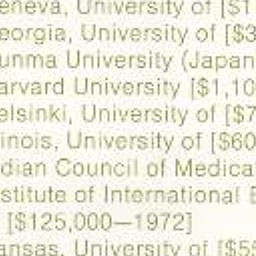 eneva, University of [$1
eorgia, University of [$3
unma University (Japan
arvard University [$1,10
elsinki, University of [$7
inois, University of [$60
dian Council of Medica
stitute of International E
[$125,000—1972]
ansas, University of [$55